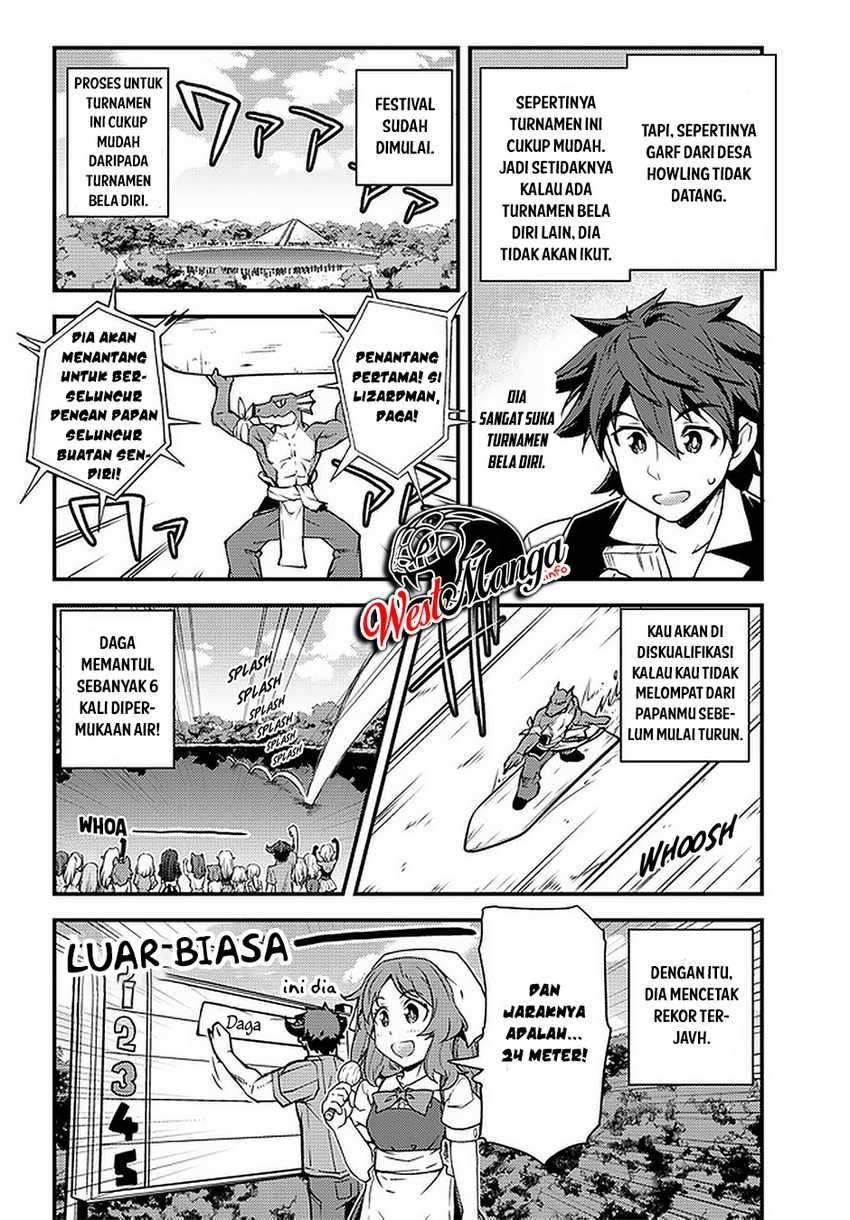 TAPI, SEPERTINYA
GARF DARI DESA
HOWLING TIDAK
DATANG.
SEPERTINYA
TURNAMEN INI
CUKUP MUDAH.
JADI SETIDAKNYA
KALAU ADA
TURNAMEN BELA
DIRI LAIN, DIA
TIDAK AKAN IKUT.
DIA
SANGAT SUKA
TURNAMEN
BELA DIRI.
FESTIVAL
SUDAH
DIMULAI.
ワァァァ
PROSES UNTUK
TURNAMEN
INI CUKUP
MUDAH
DARIPADA
TURNAMEN
BELA DIRI.
PENANTANG
PERTAMA! SI
LIZARDMAN,
DAGA!
DIA AKAN
MENANTANG
UNTUK BER-
SELUNCUR
DENGAN PAPAN
SELUNCUR
BUATAN SEN-
DIRI!
WestManga
.info
KAU AKAN DI
DISKUALIFIKASI
KALAU KAU TIDAK
MELOMPAT DARI
PAPANMU SEBE-
LUM MULAI TURUN.
WHOOSH
SPLASH
SPLASH
SPLASH
SPLASH
SPLASH
SPLASH
DAGA
MEMANTUL
SEBANYAK 6
KALI DIPER-
MUKAAN AIR!
WHOA
DENGAN ITU,
DIA MENCETAK
REKOR TER-
JAVH.
DAN
JARAKNYA
ADALAH...
24 METER!
LUAR-BIASA
ini dia
Daga
1
2
3
4
5